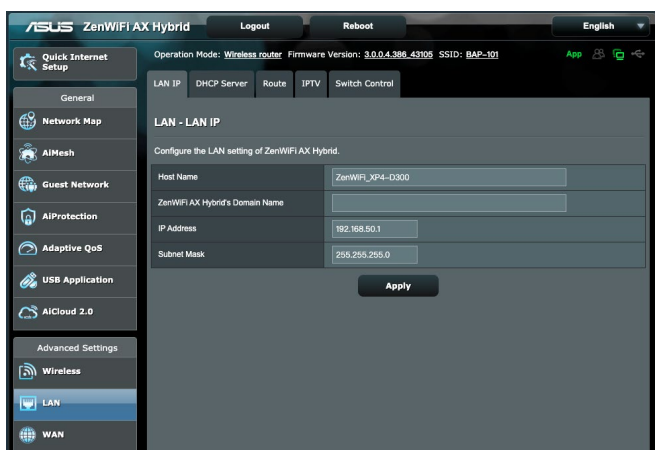 ASUS ZenWiFi AX Hybrid Logout Reboot English
Quick Internet Setup
Operation Mode: Wireless router Firmware Version: 3.0.0.4.386_43105 SSID: BAP-101 App
LAN IP DHCP Server Route IPTV Switch Control
General
Network Map
AiMesh
Guest Network
AiProtection
Adaptive QoS
USB Application
AiCloud 2.0
Advanced Settings
Wireless
LAN
WAN
LAN - LAN IP
Configure the LAN setting of ZenWiFi AX Hybrid.
Host Name ZenWiFi_XP4-D300
ZenWiFi AX Hybrid's Domain Name
IP Address 192.168.50.1
Subnet Mask 255.255.255.0
Apply